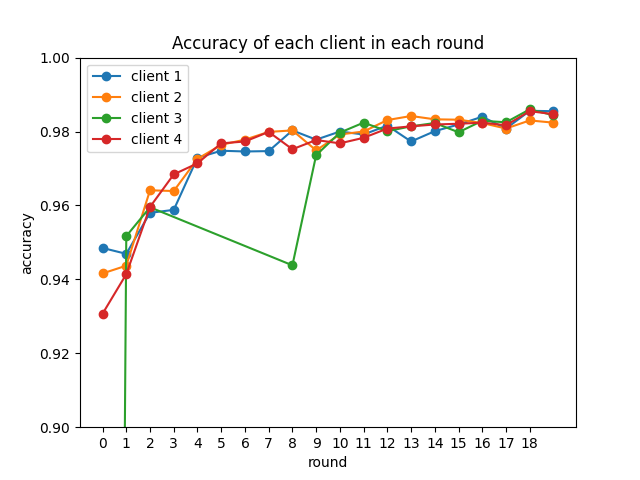 Accuracy of each client in each round
1.00
0.98
0.96
0.94
0.92
0.90
accuracy
client 1
client 2
client 3
client 4
0 1 2 3 4 5 6 7 8 9 10 11 12 13 14 15 16 17 18
round